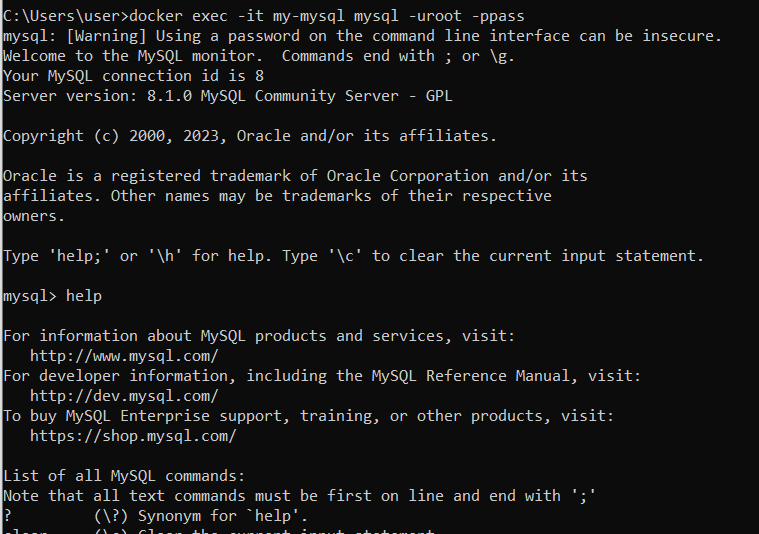 C:\Users\user>docker exec -it my-mysql mysql -uroot -ppass
mysql: [Warning] Using a password on the command line interface can be insecure.
Welcome to the MySQL monitor.  Commands end with ; or \g.
Your MySQL connection id is 8
Server version: 8.1.0 MySQL Community Server - GPL
Copyright (c) 2000, 2023, Oracle and/or its affiliates.
Oracle is a registered trademark of Oracle Corporation and/or its
affiliates. Other names may be trademarks of their respective
owners.
Type 'help;' or '\h' for help. Type '\c' to clear the current input statement.
mysql> help
For information about MySQL products and services, visit:
   http://www.mysql.com/
For developer information, including the MySQL Reference Manual, visit:
   http://dev.mysql.com/
To buy MySQL Enterprise support, training, or other products, visit:
   https://shop.mysql.com/
List of all MySQL commands:
Note that all text commands must be first on line and end with ';'
?         (\?) Synonym for `help'.
clear     (\c) Clear the current input statement.